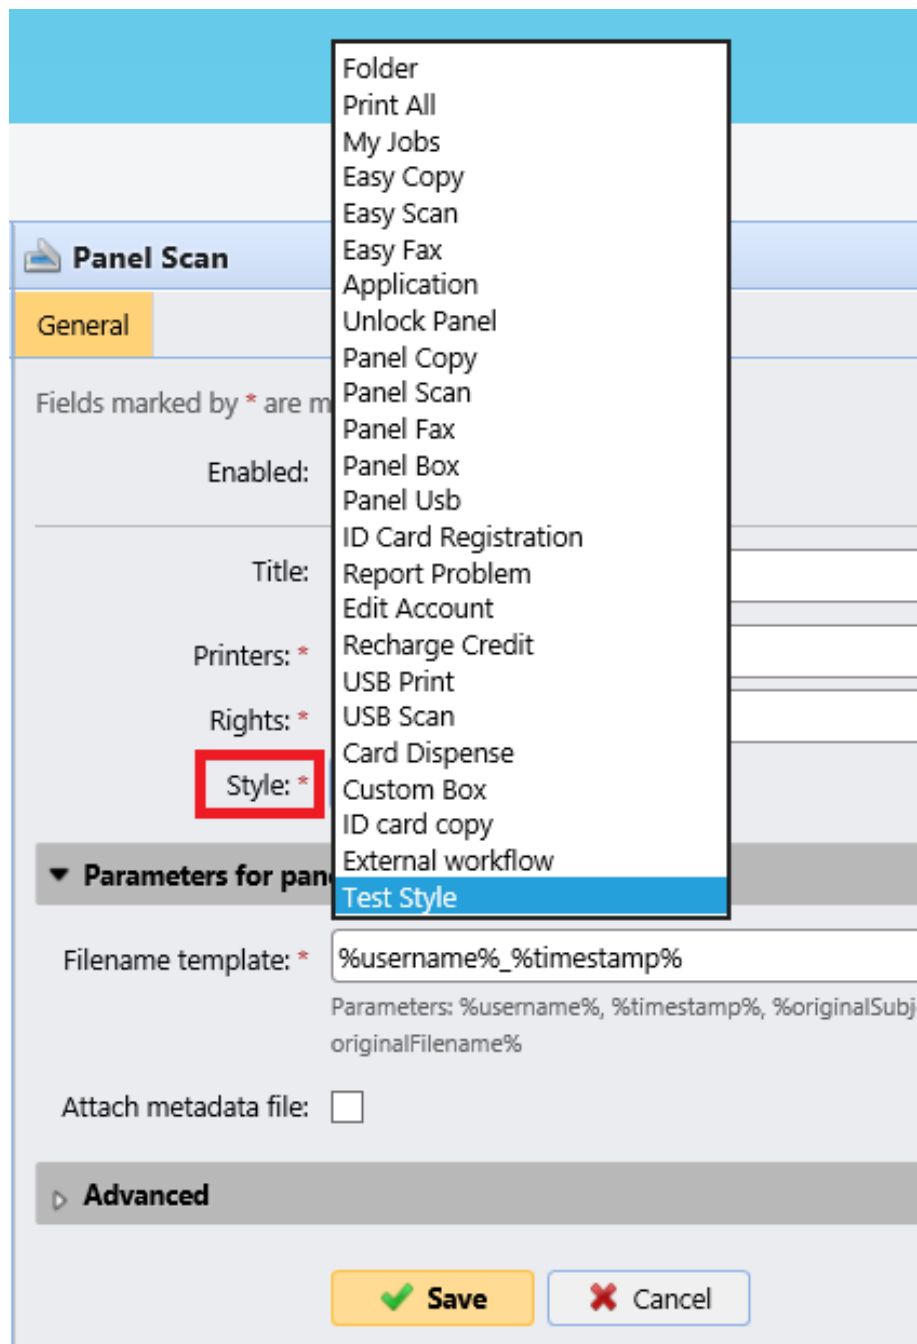 Folder
Print All
My Jobs
Easy Copy
Easy Scan
Easy Fax
Application
Unlock Panel
Panel Copy
Panel Scan
Panel Fax
Panel Box
Panel Usb
ID Card Registration
Report Problem
Edit Account
Recharge Credit
USB Print
USB Scan
Card Dispense
Custom Box
ID card copy
External workflow
Test Style
Panel Scan
General
Fields marked by * are m
Enabled:
Title:
Printers: *
Rights: *
Style: *
Parameters for pan
Filename template: * %username%_%timestamp%
Parameters: %username%, %timestamp%, %originalSubj
originalFilename%
Attach metadata file:
Advanced
Save Cancel